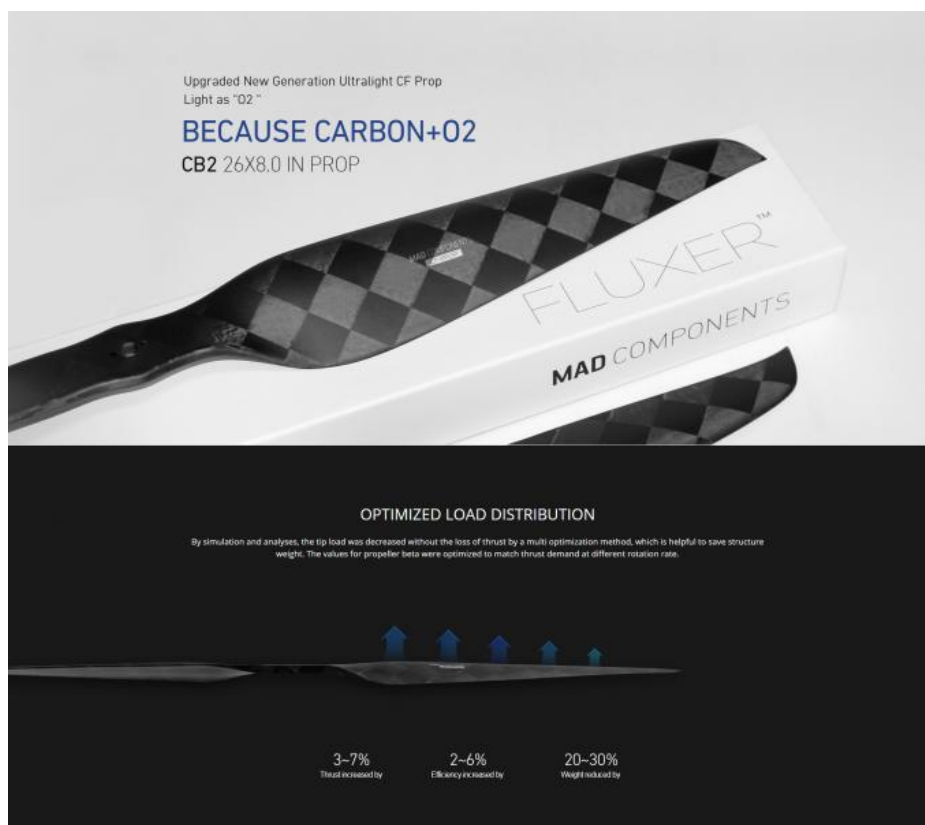 Upgraded New Generation Ultralight CF Prop
Light as "O2 "
BECAUSE CARBON+O2
CB2 26X8.0 IN PROP
MAD COMPONENTS
FLUXER™
MAD COMPONENTS
OPTIMIZED LOAD DISTRIBUTION
By simulation and analyses, the tip load was decreased without the loss of thrust by a multi optimization method, which is helpful to save structure
weight. The values for propeller beta were optimized to match thrust demand at different rotation rate.
3~7%
Thrust increased by
2~6%
Efficiency increased by
20~30%
Weight reduced by